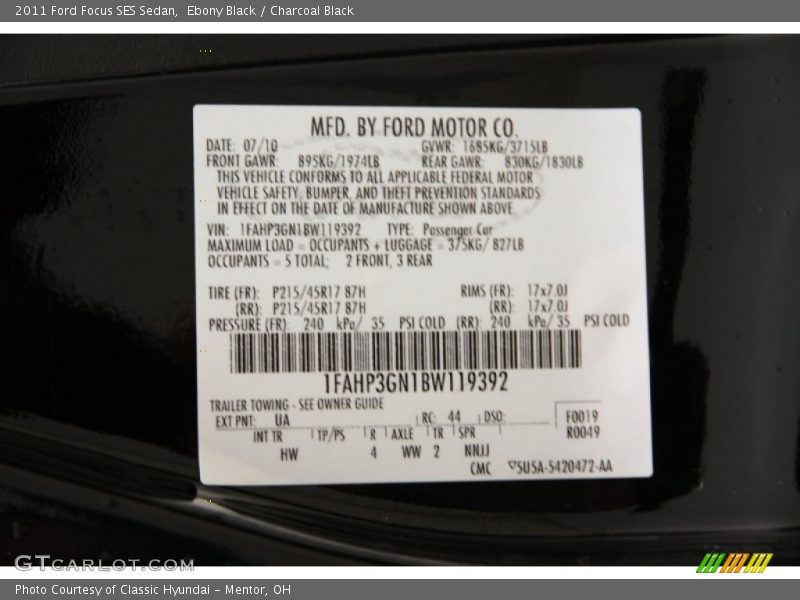 2011 Ford Focus SES Sedan,  Ebony Black / Charcoal Black
MFD. BY FORD MOTOR CO.
DATE: 07/10 GVWR: 1685KG/3715LB
FRONT GAWR: 895KG/1974LB REAR GAWR: 830KG/1830LB
THIS VEHICLE CONFORMS TO ALL APPLICABLE FEDERAL MOTOR
VEHICLE SAFETY, BUMPER, AND THEFT PREVENTION STANDARDS
IN EFFECT ON THE DATE OF MANUFACTURE SHOWN ABOVE.
VIN: 1FAHP3GN1BW119392 TYPE: Passenger Car
MAXIMUM LOAD = OCCUPANTS + LUGGAGE = 375KG/ 827LB
OCCUPANTS = 5 TOTAL; 2 FRONT, 3 REAR
TIRE (FR): P215/45R17 87H RIMS (FR): 17x7.0J
(RR): P215/45R17 87H (RR): 17x7.0J
PRESSURE (FR): 240 kPa/ 35 PSI COLD (RR): 240 kPa/ 35 PSI COLD
1FAHP3GN1BW119392
TRAILER TOWING - SEE OWNER GUIDE
EXT PNT: UA RC: 44 DSO: F0019
INT TR TP/PS R AXLE TR SPR R0049
HW 4 WW 2 NNJJ
CMC 5U5A-5420472-AA
GTCARLOT.COM
Photo Courtesy of Classic Hyundai - Mentor, OH